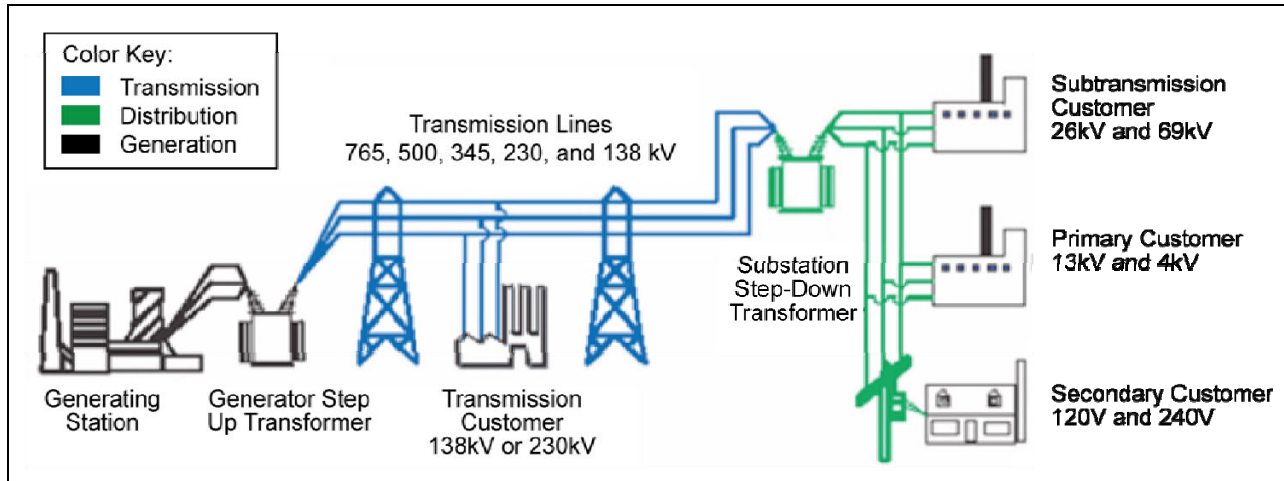 Color Key:
Transmission
Distribution
Generation
Transmission Lines
765, 500, 345, 230, and 138 kV
Subtransmission
Customer
26kV and 69kV
Primary Customer
13kV and 4kV
Substation
Step-Down
Transformer
Secondary Customer
120V and 240V
Generating
Station
Generator Step
Up Transformer
Transmission
Customer
138kV or 230kV